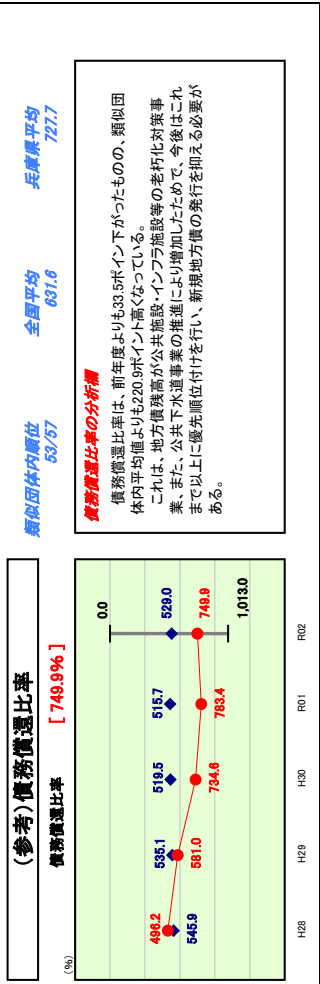 (参考)債務償還比率
債務償還比率 [ 749.9% ]
類似団体内順位
53/57
全国平均
631.6
兵庫県平均
727.7
(%)
0.0
496.2
581.0
734.6
783.4
749.9
545.9
535.1
519.5
515.7
529.0
1,013.0
H28
H29
H30
R01
R02
債務償還比率の分析欄
債務償還比率は、前年度よりも33.5ポイン下がったものの、類似団
体内平均値よりも220.9ポイント高くなっている。
これは、地方債残高が公共施設・インフラ施設等の老朽化対策事
業、また、公共下水道事業の推進により増加したためで、今後はこれ
まで以上に優先順位付けを行い、新規地方債の発行を抑える必要が
ある。